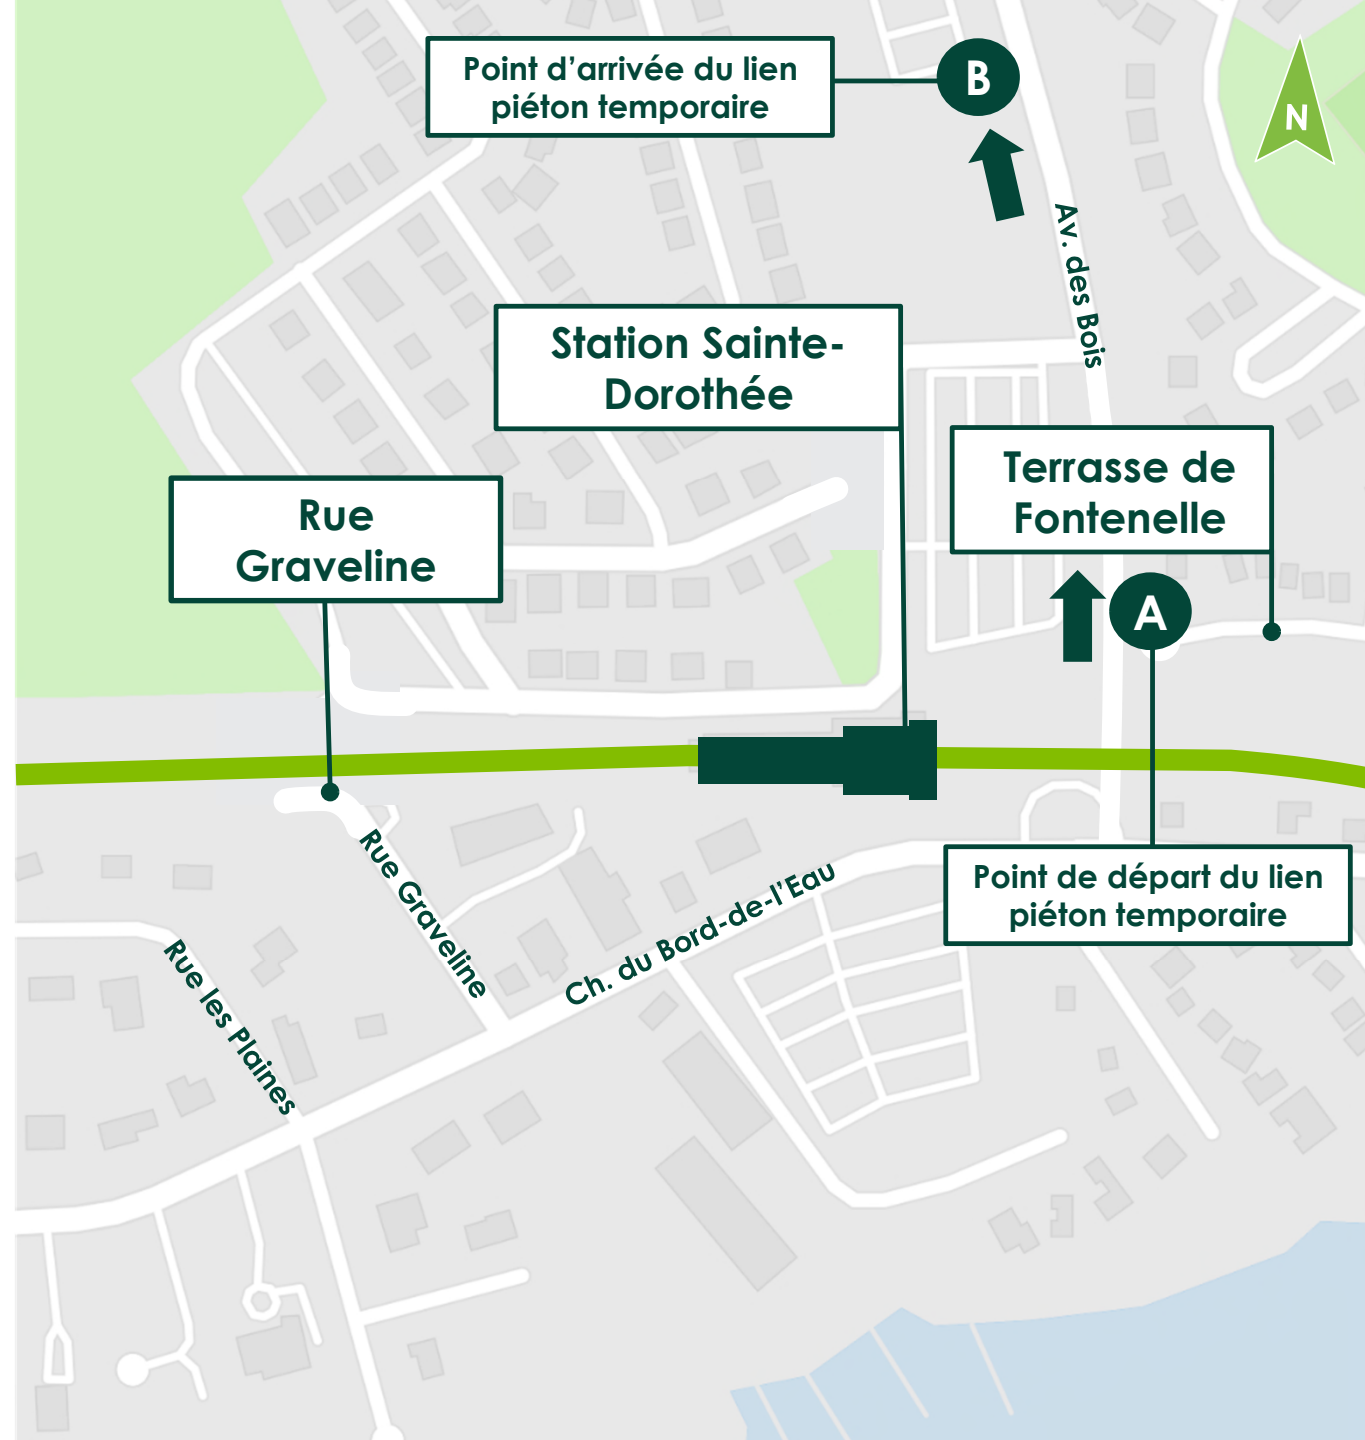 Point d’arrivée du lien
piéton temporaire
B
N
Av. des Bois
Station Sainte-
Dorothée
Terrasse de
Fontenelle
Rue
Graveline
A
Rue Graveline
Ch. du Bord-de-l’Eau
Point de départ du lien
piéton temporaire
Rue les Plaines